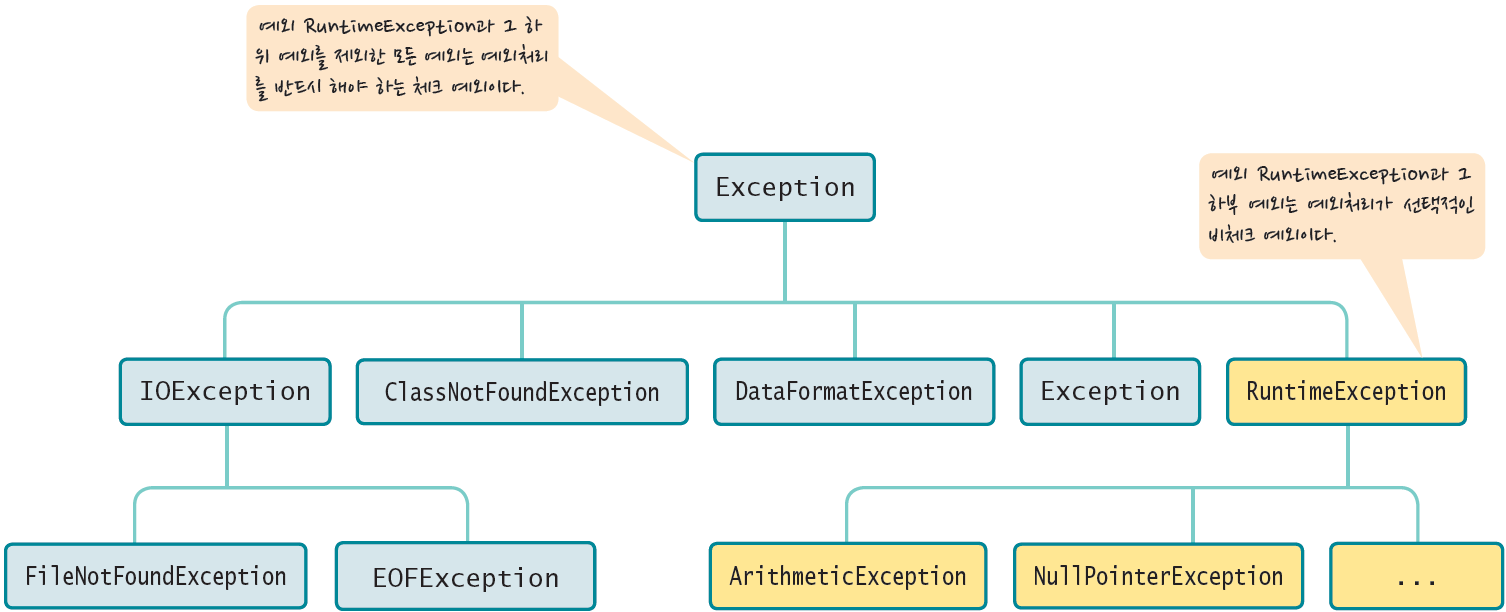 예외 RuntimeException과 그 하
위 예외를 제외한 모든 예외는 예외처리
를 반드시 해야 하는 체크 예외이다.
Exception
예외 RuntimeException과 그
하부 예외는 예외처리가 선택적인
비체크 예외이다.
IOException
ClassNotFoundException
DataFormatException
Exception
RuntimeException
FileNotFoundException
EOFException
ArithmeticException
NullPointerException
...